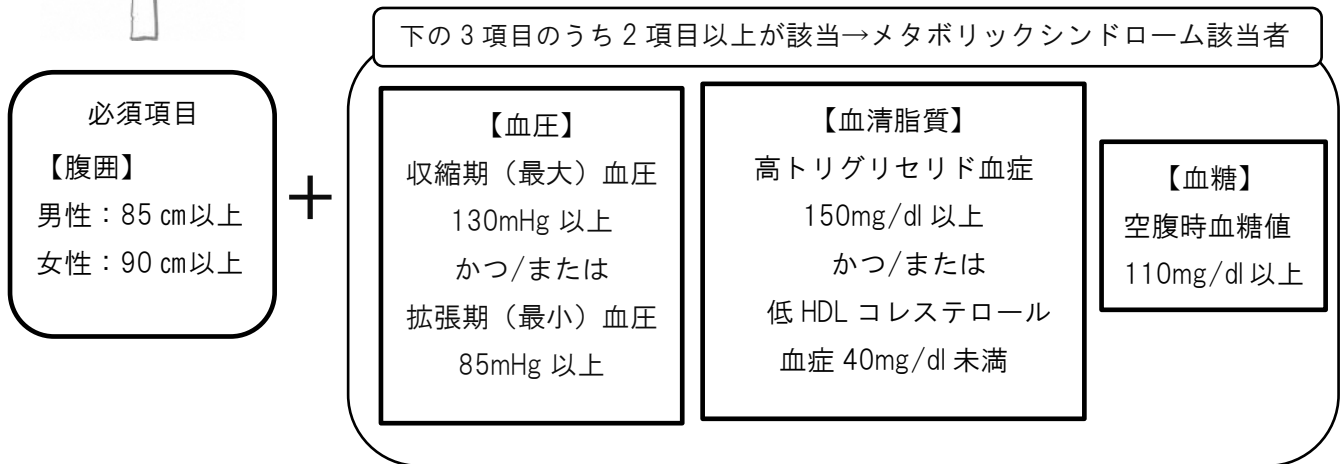 下の3項目のうち2項目以上が該当→メタボリックシンドローム該当者
必須項目
【腹囲】
男性：85㎝以上
女性：90㎝以上
＋
【血圧】
収縮期（最大）血圧
130mHg 以上
かつ/または
拡張期（最小）血圧
85mHg 以上
【血清脂質】
高トリグリセリド血症
150mg/dl 以上
かつ/または
低 HDL コレステロール
血症 40mg/dl 未満
【血糖】
空腹時血糖値
110mg/dl 以上